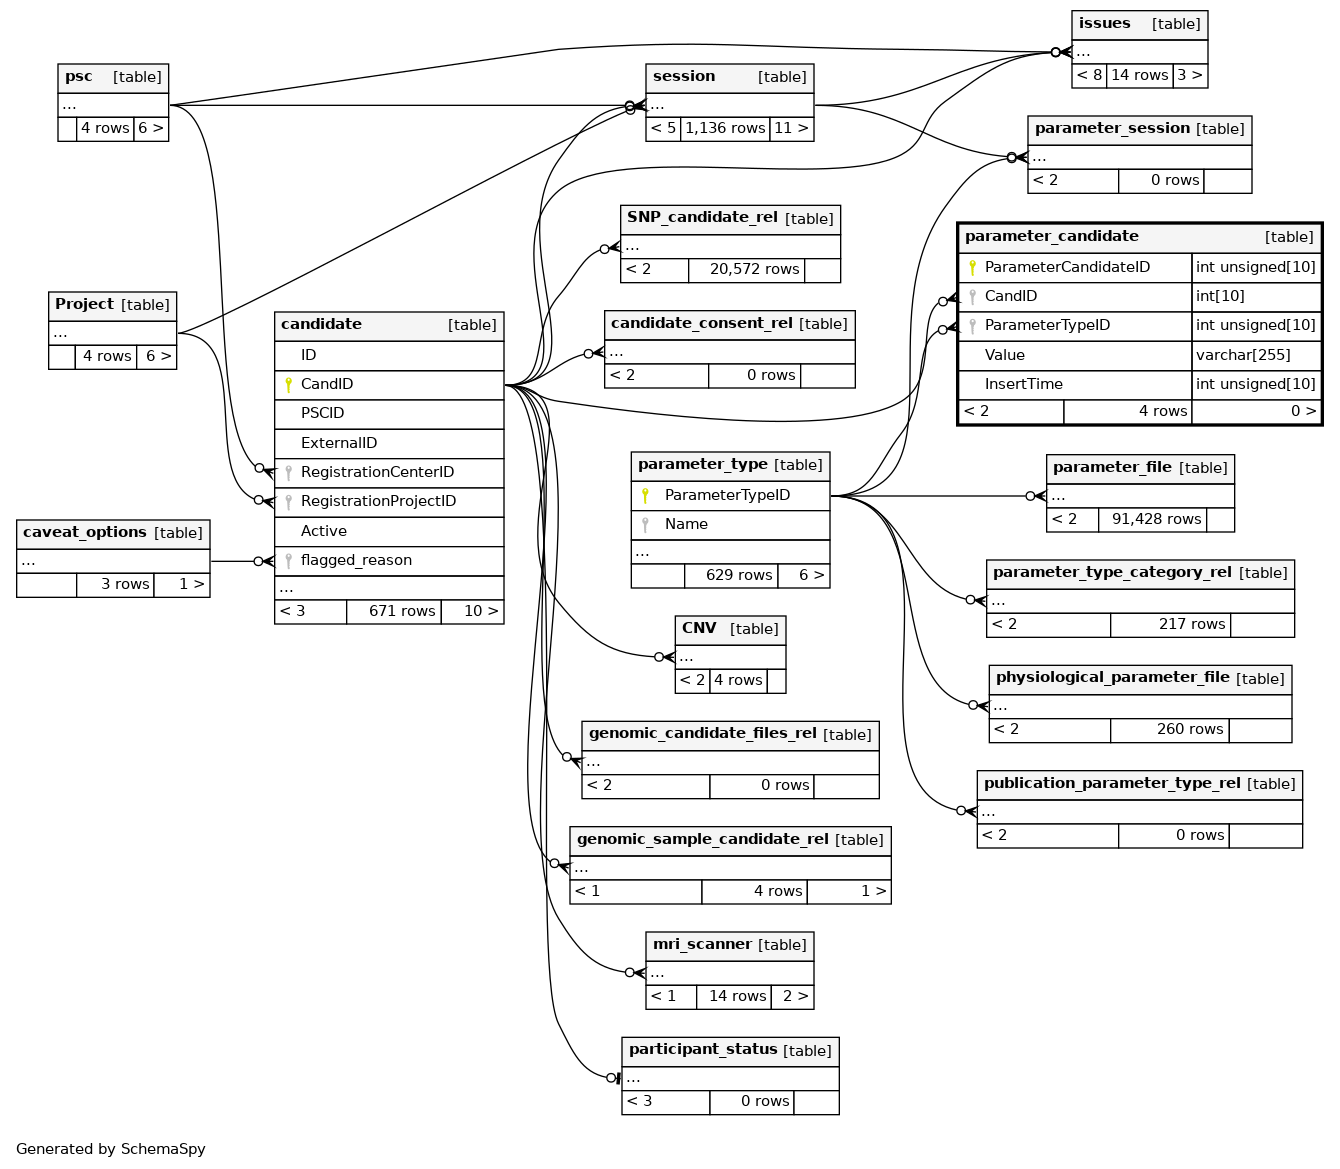 issues [table]
...
< 8 14 rows 3 >
psc [table]
...
4 rows 6 >
session [table]
...
< 5 1,136 rows 11 >
parameter_session [table]
...
< 2 0 rows
SNP_candidate_rel [table]
...
< 2 20,572 rows
parameter_candidate [table]
ParameterCandidateID int unsigned[10]
CandID int[10]
ParameterTypeID int unsigned[10]
Value varchar[255]
InsertTime int unsigned[10]
< 2 4 rows 0 >
Project [table]
...
4 rows 6 >
candidate [table]
ID
CandID
PSCID
ExternalID
RegistrationCenterID
RegistrationProjectID
Active
flagged_reason
...
< 3 671 rows 10 >
candidate_consent_rel [table]
...
< 2 0 rows
parameter_type [table]
ParameterTypeID
Name
...
629 rows 6 >
parameter_file [table]
...
< 2 91,428 rows
caveat_options [table]
...
3 rows 1 >
parameter_type_category_rel [table]
...
< 2 217 rows
CNV [table]
...
< 2 4 rows
physiological_parameter_file [table]
...
< 2 260 rows
genomic_candidate_files_rel [table]
...
< 2 0 rows
publication_parameter_type_rel [table]
...
< 2 0 rows
genomic_sample_candidate_rel [table]
...
< 1 4 rows 1 >
mri_scanner [table]
...
< 1 14 rows 2 >
participant_status [table]
...
< 3 0 rows
Generated by SchemaSpy